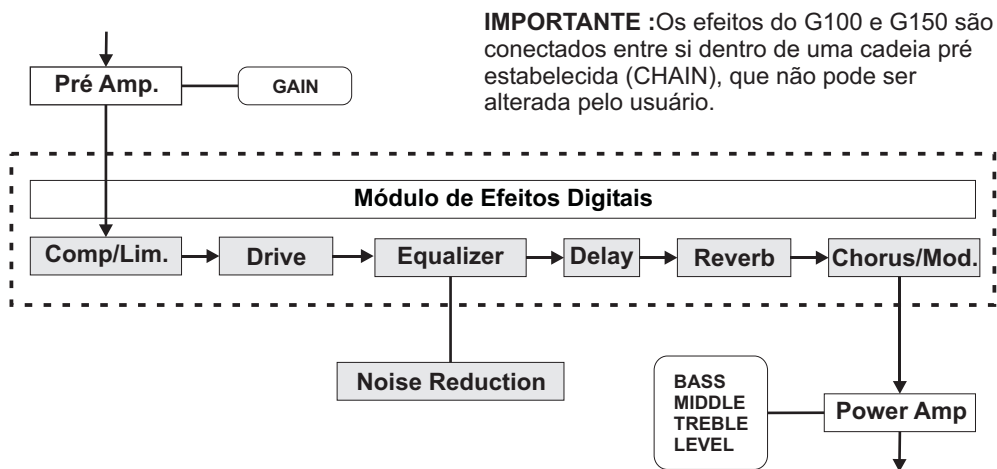 IMPORTANTE :Os efeitos do G100 e G150 são
conectados entre si dentro de uma cadeia pré
estabelecida (CHAIN), que não pode ser
alterada pelo usuário.
Pré Amp.
GAIN
Módulo de Efeitos Digitais
Comp/Lim.
Drive
Equalizer
Delay
Reverb
Chorus/Mod.
Noise Reduction
BASS
MIDDLE
TREBLE
LEVEL
Power Amp